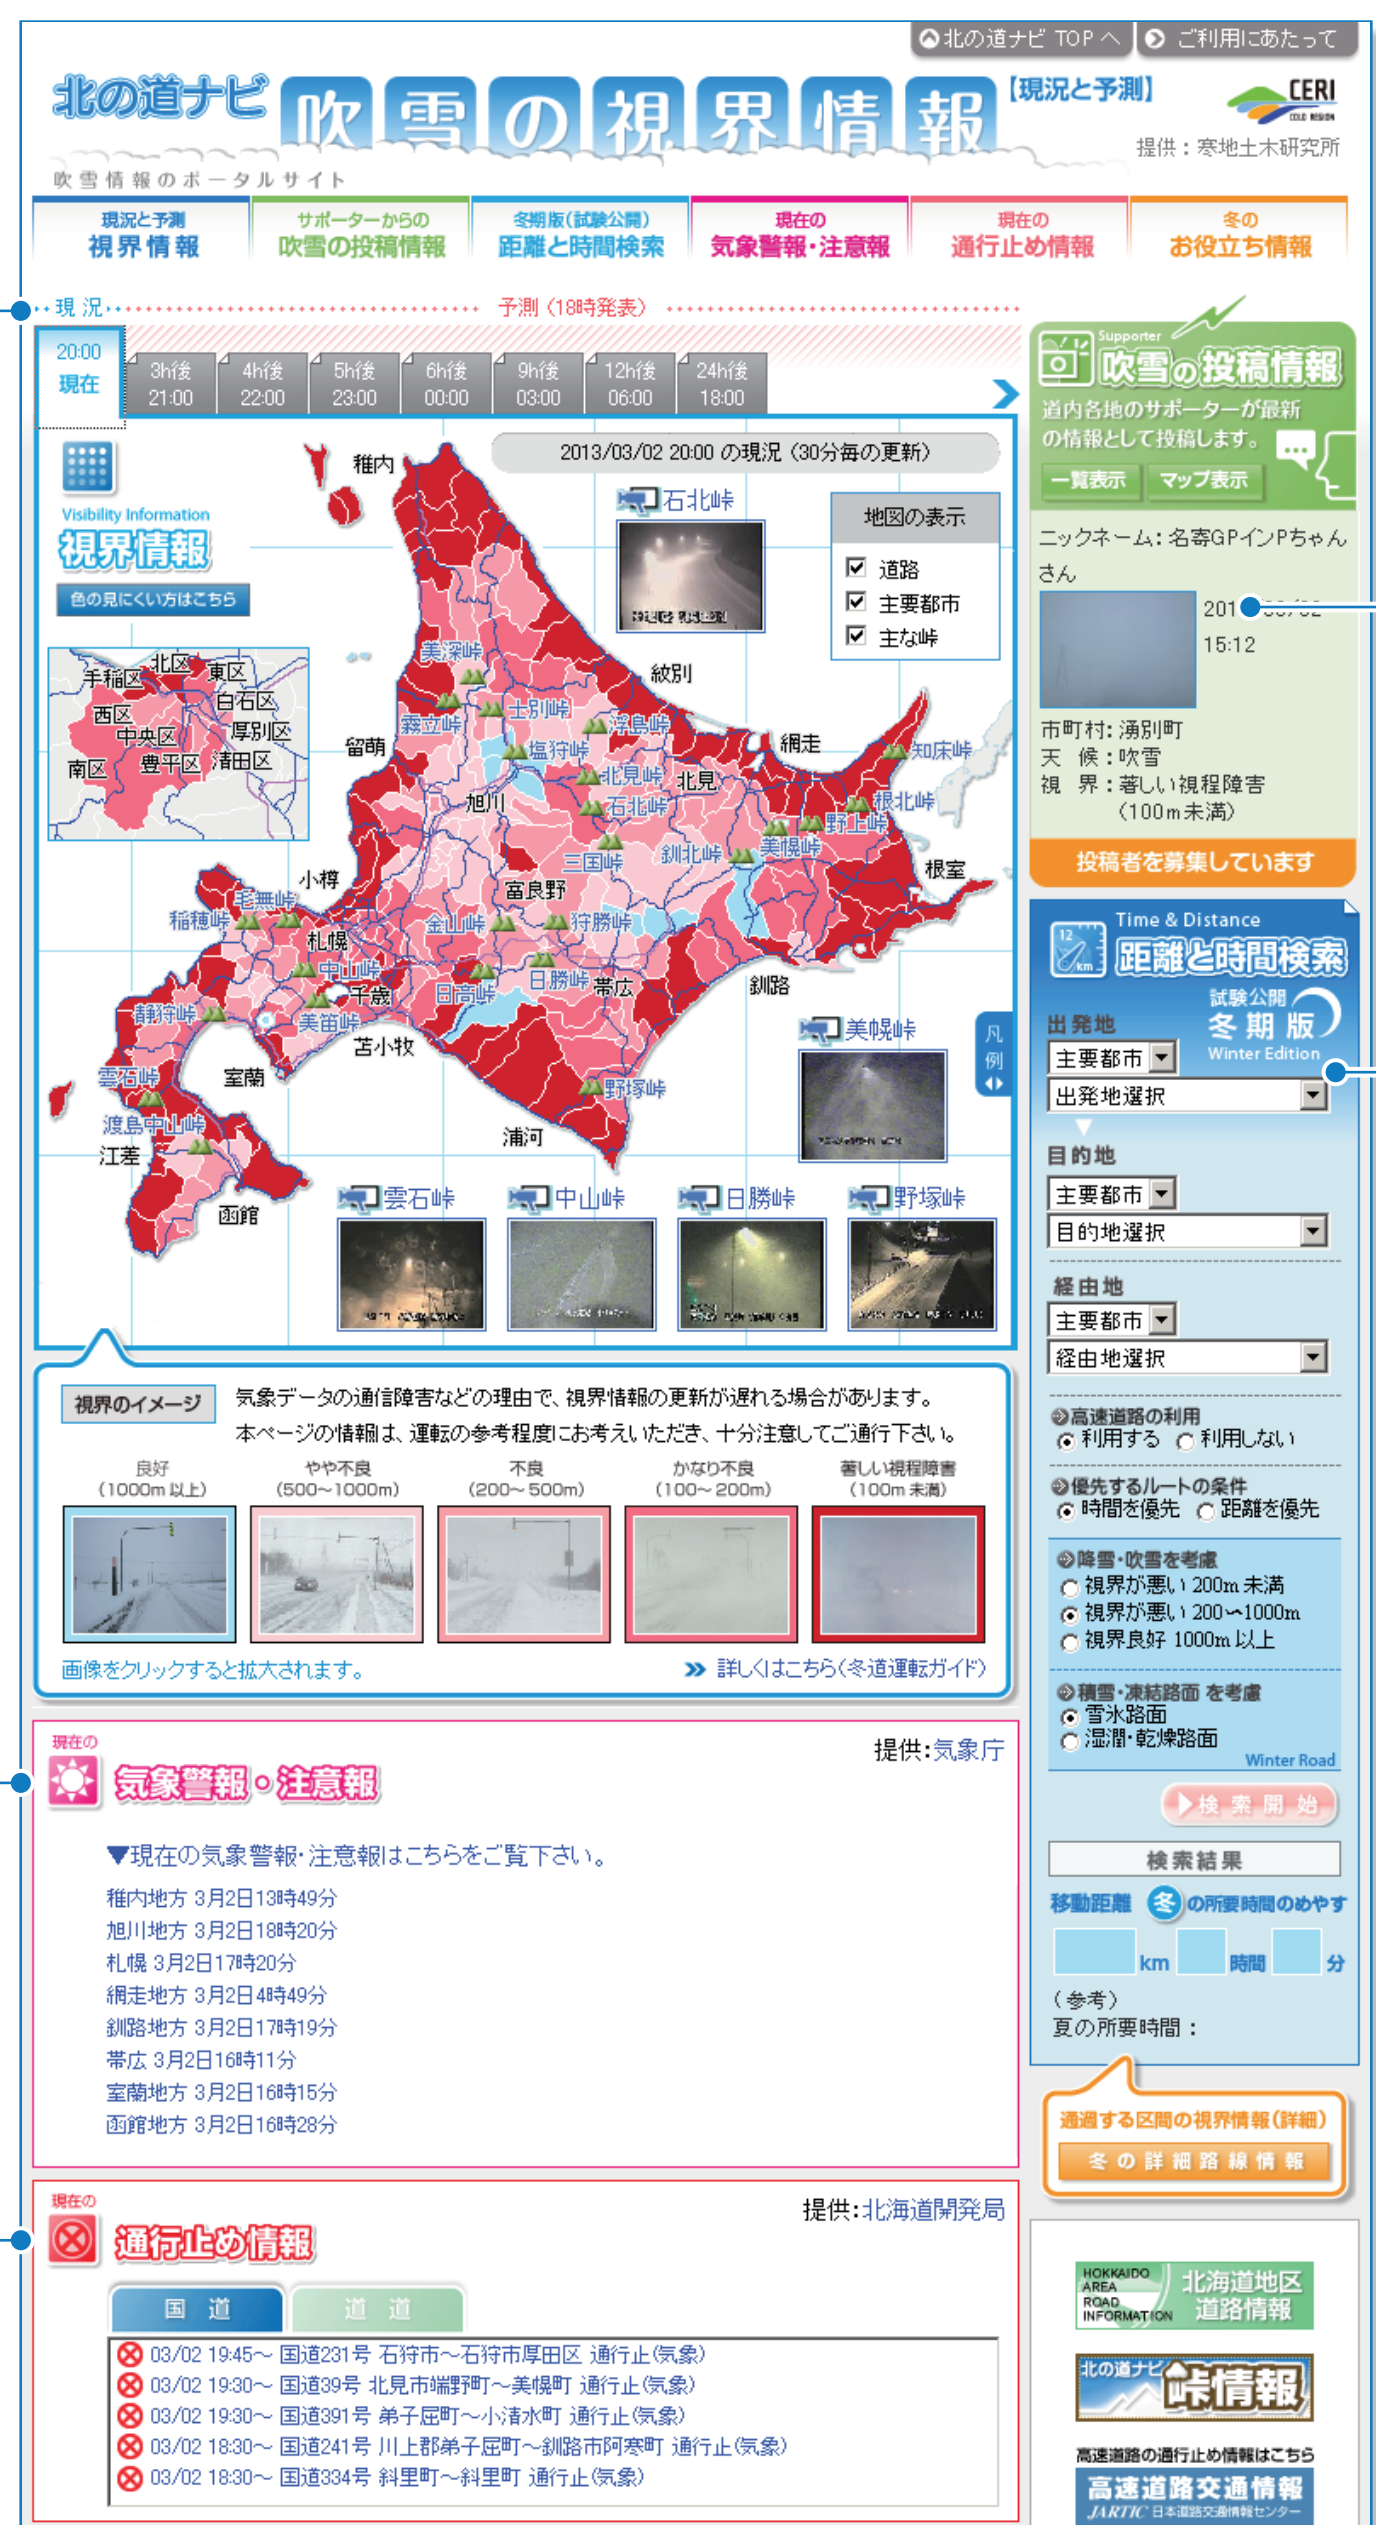 北の道ナビ TOP へ
ご利用にあたって
北の道ナビ
吹雪の視界情報
【現況と予測】
CERI
COLD REGION
提供：寒地土木研究所
吹雪情報のポータルサイト
現況と予測
視界情報
サポーターからの
吹雪の投稿情報
冬期版(試験公開)
距離と時間検索
現在の
気象警報・注意報
現在の
通行止め情報
冬の
お役立ち情報
現況
予測（18時発表）
20:00
現在
3h後
21:00
4h後
22:00
5h後
23:00
6h後
00:00
9h後
03:00
12h後
06:00
24h後
18:00
2013/03/02 20:00 の現況（30分毎の更新）
Visibility Information
視界情報
色の見にくい方はこちら
地図の表示
道路
主要都市
主な峠
石北峠
稚内
美深峠
紋別
霧立峠
士別峠
浮島峠
留萌
塩狩峠
網走
知床峠
北見峠
北見
旭川
石北峠
根北峠
野上峠
三国峠
釧北峠
美幌峠
根室
小樽
富良野
毛無峠
稲穂峠
金山峠
狩勝峠
札幌
中山峠
日勝峠
帯広
釧路
千歳
日高峠
静狩峠
美笛峠
苫小牧
室蘭
雲石峠
野塚峠
渡島中山峠
浦河
江差
函館
手稲区
北区
東区
白石区
西区
中央区
厚別区
南区
豊平区
清田区
美幌峠
凡例
雲石峠
中山峠
日勝峠
野塚峠
視界のイメージ
気象データの通信障害などの理由で、視界情報の更新が遅れる場合があります。
本ページの情報は、運転の参考程度にお考えいただき、十分注意してご通行下さい。
良好
（1000m 以上）
やや不良
（500〜1000m）
不良
（200〜500m）
かなり不良
（100〜200m）
著しい視程障害
（100m 未満）
画像をクリックすると拡大されます。
詳しくはこちら(冬道運転ガイド)
現在の
気象警報・注意報
提供:気象庁
▼現在の気象警報・注意報はこちらをご覧下さい。
稚内地方 3月2日13時49分
旭川地方 3月2日18時20分
札幌 3月2日17時20分
網走地方 3月2日4時49分
釧路地方 3月2日17時19分
帯広 3月2日16時11分
室蘭地方 3月2日16時15分
函館地方 3月2日16時28分
現在の
通行止め情報
提供:北海道開発局
国道
道道
03/02 19:45〜 国道231号 石狩市〜石狩市厚田区 通行止(気象)
03/02 19:30〜 国道39号 北見市端野町〜美幌町 通行止(気象)
03/02 19:30〜 国道391号 弟子屈町〜小清水町 通行止(気象)
03/02 18:30〜 国道241号 川上郡弟子屈町〜釧路市阿寒町 通行止(気象)
03/02 18:30〜 国道334号 斜里町〜斜里町 通行止(気象)
Supporter
吹雪の投稿情報
道内各地のサポーターが最新
の情報として投稿します。
一覧表示
マップ表示
ニックネーム: 名寄GPインPちゃん
さん
15:12
市町村: 湧別町
天 候：吹雪
視 界：著しい視程障害
（100m未満）
投稿者を募集しています
Time & Distance
距離と時間検索
試験公開
冬期版
Winter Edition
出発地
主要都市
出発地選択
目的地
主要都市
目的地選択
経由地
主要都市
経由地選択
高速道路の利用
利用する 利用しない
優先するルートの条件
時間を優先 距離を優先
降雪・吹雪を考慮
視界が悪い 200m 未満
視界が悪い 200〜1000m
視界良好 1000m 以上
積雪・凍結路面 を考慮
雪氷路面
湿潤・乾燥路面
Winter Road
検索開始
検索結果
移動距離 冬の所要時間のめやす
km 時間 分
（参考）
夏の所要時間：
通過する区間の視界情報(詳細)
冬の詳細路線情報
HOKKAIDO
AREA
ROAD
INFORMATION
北海道地区
道路情報
北の道ナビ
峠情報
高速道路の通行止め情報はこちら
高速道路交通情報
JARTIC 日本道路交通情報センター